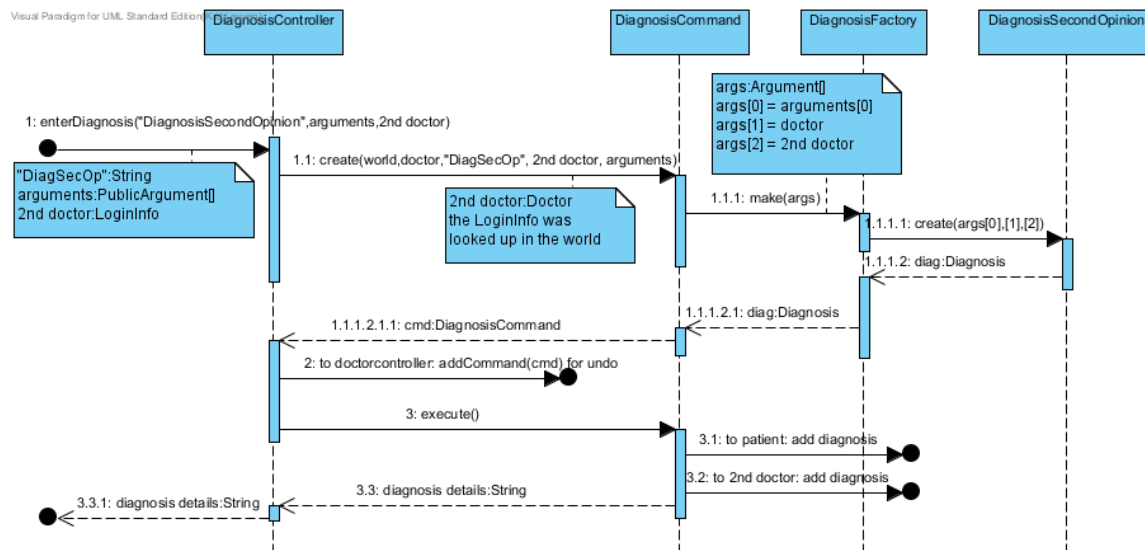 Visual Paradigm for UML Standard Edition
DiagnosisController
DiagnosisCommand
DiagnosisFactory
DiagnosisSecondOpinion
args:Argument[]
args[0] = arguments[0]
args[1] = doctor
args[2] = 2nd doctor
1: enterDiagnosis("DiagnosisSecondOpinion",arguments,2nd doctor)
"DiagSecOp":String
arguments:PublicArgument[]
2nd doctor:LoginInfo
1.1: create(world,doctor,"DiagSecOp", 2nd doctor, arguments)
2nd doctor:Doctor
the LoginInfo was
looked up in the world
1.1.1: make(args)
1.1.1.1: create(args[0],[1],[2])
1.1.1.2: diag:Diagnosis
1.1.1.2.1: diag:Diagnosis
1.1.1.2.1.1: cmd:DiagnosisCommand
2: to doctorcontroller: addCommand(cmd) for undo
3: execute()
3.1: to patient: add diagnosis
3.2: to 2nd doctor: add diagnosis
3.3: diagnosis details:String
3.3.1: diagnosis details:String